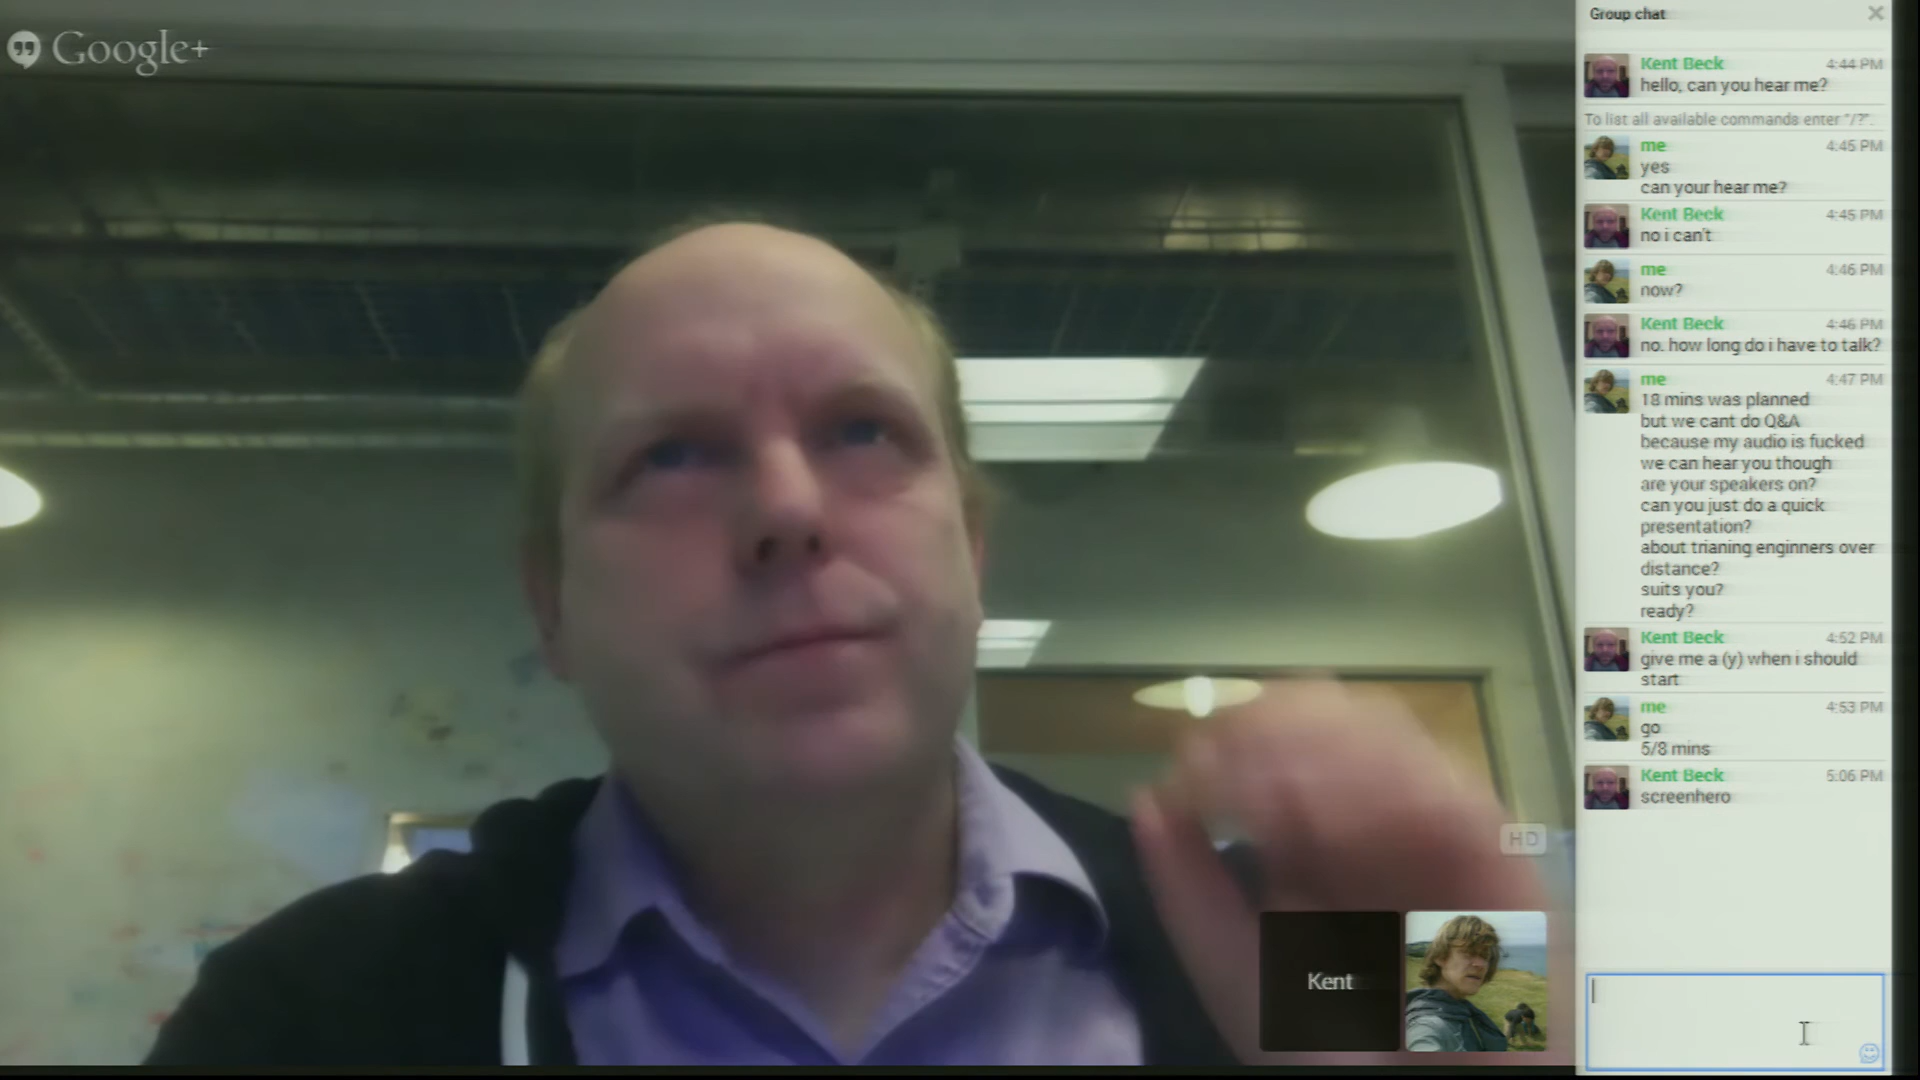 Google+
Group chat
Kent Beck 4:44 PM
hello, can you hear me?
To list all available commands enter "/?".
me 4:45 PM
yes
can your hear me?
Kent Beck 4:45 PM
no i can't
me 4:46 PM
now?
Kent Beck 4:46 PM
no. how long do i have to talk?
me 4:47 PM
18 mins was planned
but we cant do Q&A
because my audio is fucked
we can hear you though
are your speakers on?
can you just do a quick
presentation?
about trianing enginners over
distance?
suits you?
ready?
Kent Beck 4:52 PM
give me a (y) when i should
start
me 4:53 PM
go
5/8 mins
Kent Beck 5:06 PM
screenhero
HD
Kent